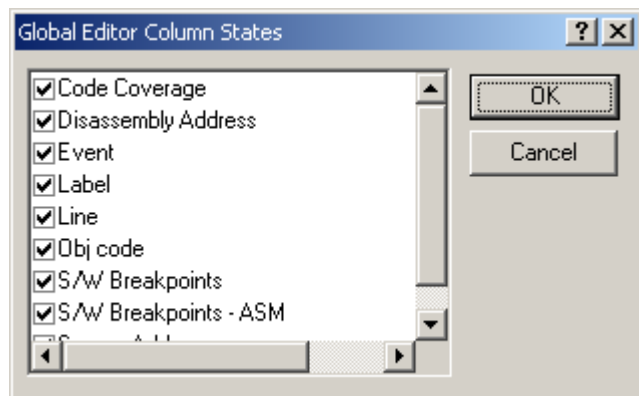 Global Editor Column States
Code Coverage
Disassembly Address
Event
Label
Line
Obj code
S/W Breakpoints
S/W Breakpoints - ASM
OK
Cancel